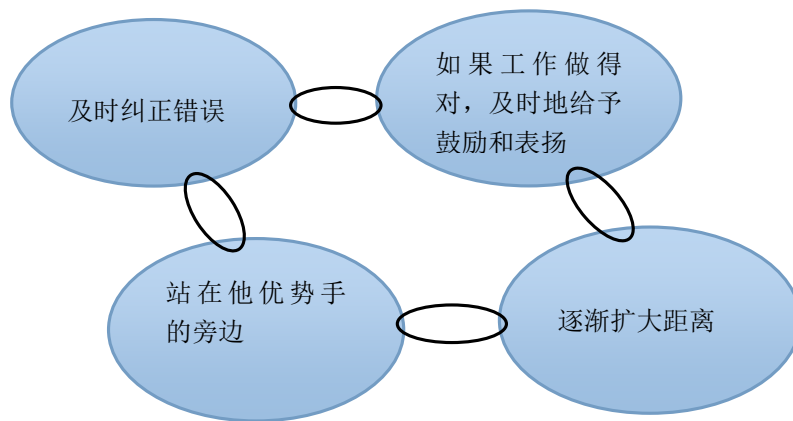 及时纠正错误
如果工作做得
对，及时地给予
鼓励和表扬
站在他优势手
的旁边
逐渐扩大距离